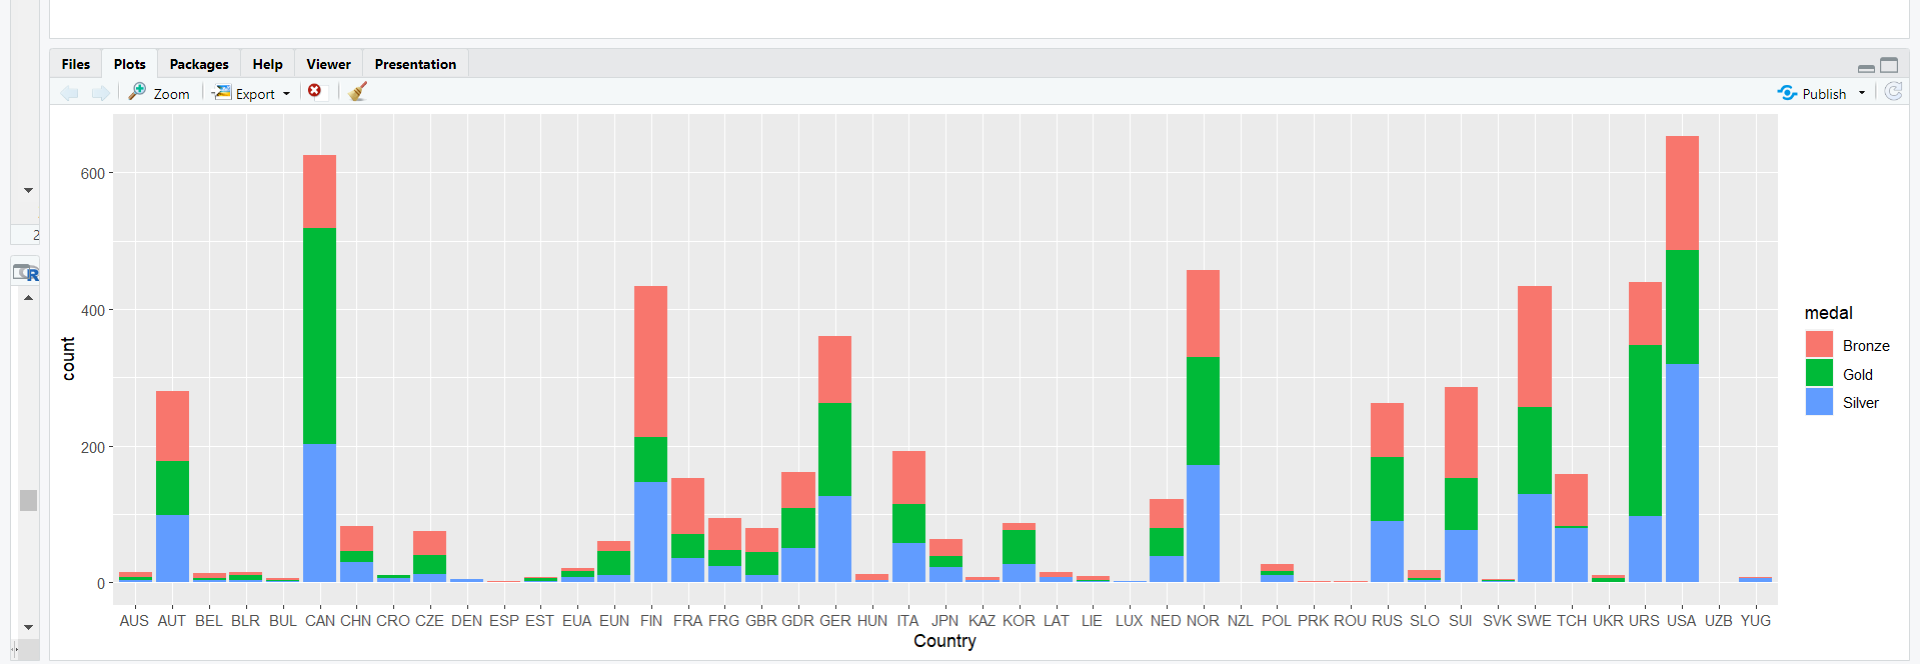 Files Plots Packages Help Viewer Presentation
Zoom Export Publish
600
400
200
0
count
2
R
AUS AUT BEL BLR BUL CAN CHN CRO CZE DEN ESP EST EUA EUN FIN FRA FRG GBR GDR GER HUN ITA JPN KAZ KOR LAT LIE LUX NED NOR NZL POL PRK ROU RUS SLO SUI SVK SWE TCH UKR URS USA UZB YUG
Country
medal
Bronze
Gold
Silver